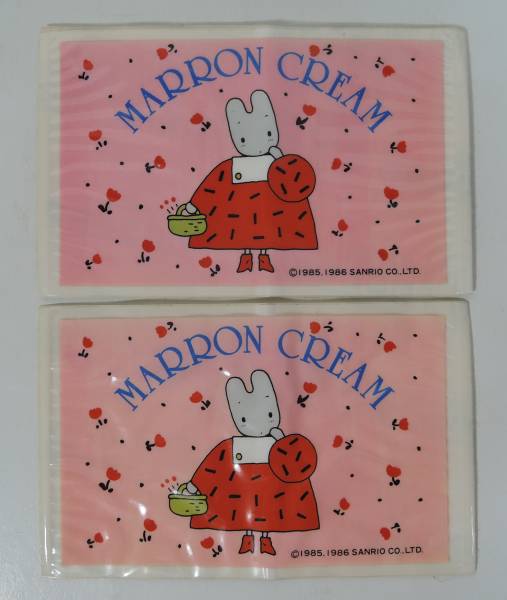 MARRON CREAM
©1985, 1986 SANRIO CO., LTD.
MARRON CREAM
©1985, 1986 SANRIO CO., LTD.